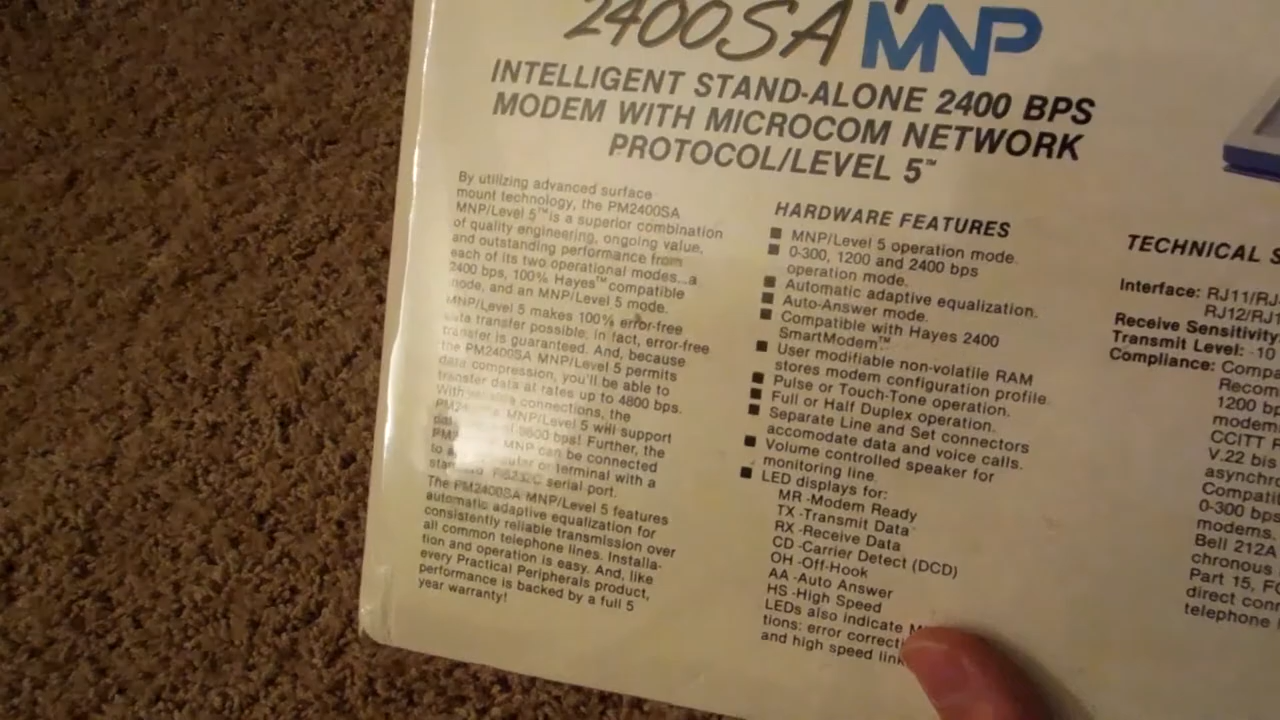 2400SA MNP
INTELLIGENT STAND-ALONE 2400 BPS
MODEM WITH MICROCOM NETWORK
PROTOCOL/LEVEL 5™
By utilizing advanced surface
mount technology, the PM2400SA
MNP/Level 5™ is a superior combination
of quality engineering, ongoing value,
and outstanding performance from
each of its two operational modes...a
2400 bps, 100% Hayes™ compatible
mode, and an MNP/Level 5 mode.
MNP/Level 5 makes 100% error-free
data transfer possible; in fact, error-free
transfer is guaranteed. And, because
the PM2400SA MNP/Level 5 permits
data compression, you'll be able to
transfer data at rates up to 4800 bps.
With connections, the
MNP/Level 5 will support
9600 bps! Further, the
MNP can be connected
to a or terminal with a
serial port.
The PM2400SA MNP/Level 5 features
automatic adaptive equalization for
consistently reliable transmission over
all common telephone lines. Installa-
tion and operation is easy. And, like
every Practical Peripherals product,
performance is backed by a full 5
year warranty!
HARDWARE FEATURES
■ MNP/Level 5 operation mode.
■ 0-300, 1200 and 2400 bps
operation mode.
■ Automatic adaptive equalization.
■ Auto-Answer mode.
■ Compatible with Hayes 2400
SmartModem™
■ User modifiable non-volatile RAM
stores modem configuration profile.
■ Pulse or Touch-Tone operation.
■ Full or Half Duplex operation.
■ Separate Line and Set connectors
accomodate data and voice calls.
■ Volume controlled speaker for
monitoring line.
■ LED displays for:
MR -Modem Ready
TX -Transmit Data
RX -Receive Data
CD -Carrier Detect (DCD)
OH -Off-Hook
AA -Auto Answer
HS -High Speed
LEDs also indicate M
tions: error correcti
and high speed link
TECHNICAL S
Interface: RJ11/RJ
RJ12/RJ1
Receive Sensitivity:
Transmit Level: -10
Compliance: Compa
Recom
1200 bp
modems
CCITT
V.22 bis
asynchro
Compati
0-300 bps
modems.
Bell 212A
chronous
Part 15, FC
direct conn
telephone